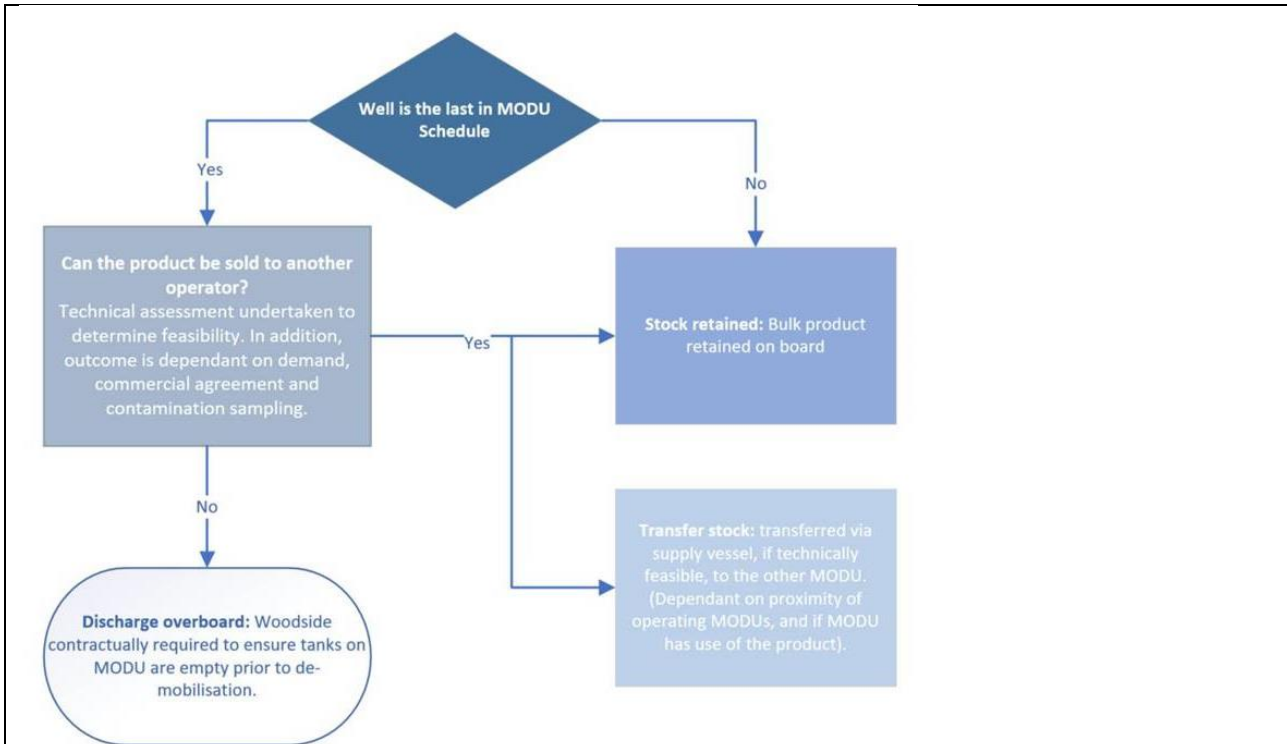 Well is the last in MODU
Schedule
Yes
No
Can the product be sold to another
operator?
Technical assessment undertaken to
determine feasibility. In addition,
outcome is dependant on demand,
commercial agreement and
contamination sampling.
Yes
Stock retained: Bulk product
retained on board
No
Transfer stock: transferred via
supply vessel, if technically
feasible, to the other MODU.
(Dependant on proximity of
operating MODUs, and if MODU
has use of the product).
Discharge overboard: Woodside
contractually required to ensure tanks on
MODU are empty prior to de-
mobilisation.